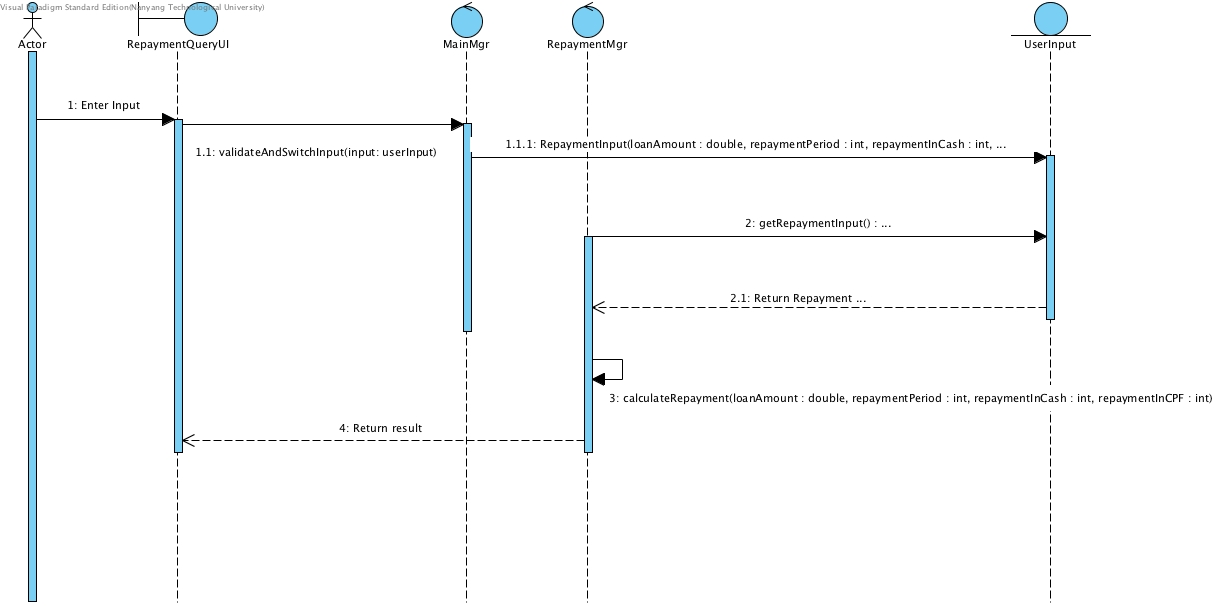 Visual Paradigm Standard Edition(Nanyang Technological University)
Actor
RepaymentQueryUI
MainMgr
RepaymentMgr
UserInput
1: Enter Input
1.1: validateAndSwitchInput(input: userInput)
1.1.1: RepaymentInput(loanAmount : double, repaymentPeriod : int, repaymentInCash : int, ...
2: getRepaymentInput() : ...
2.1: Return Repayment ...
3: calculateRepayment(loanAmount : double, repaymentPeriod : int, repaymentInCash : int, repaymentInCPF : int)
4: Return result